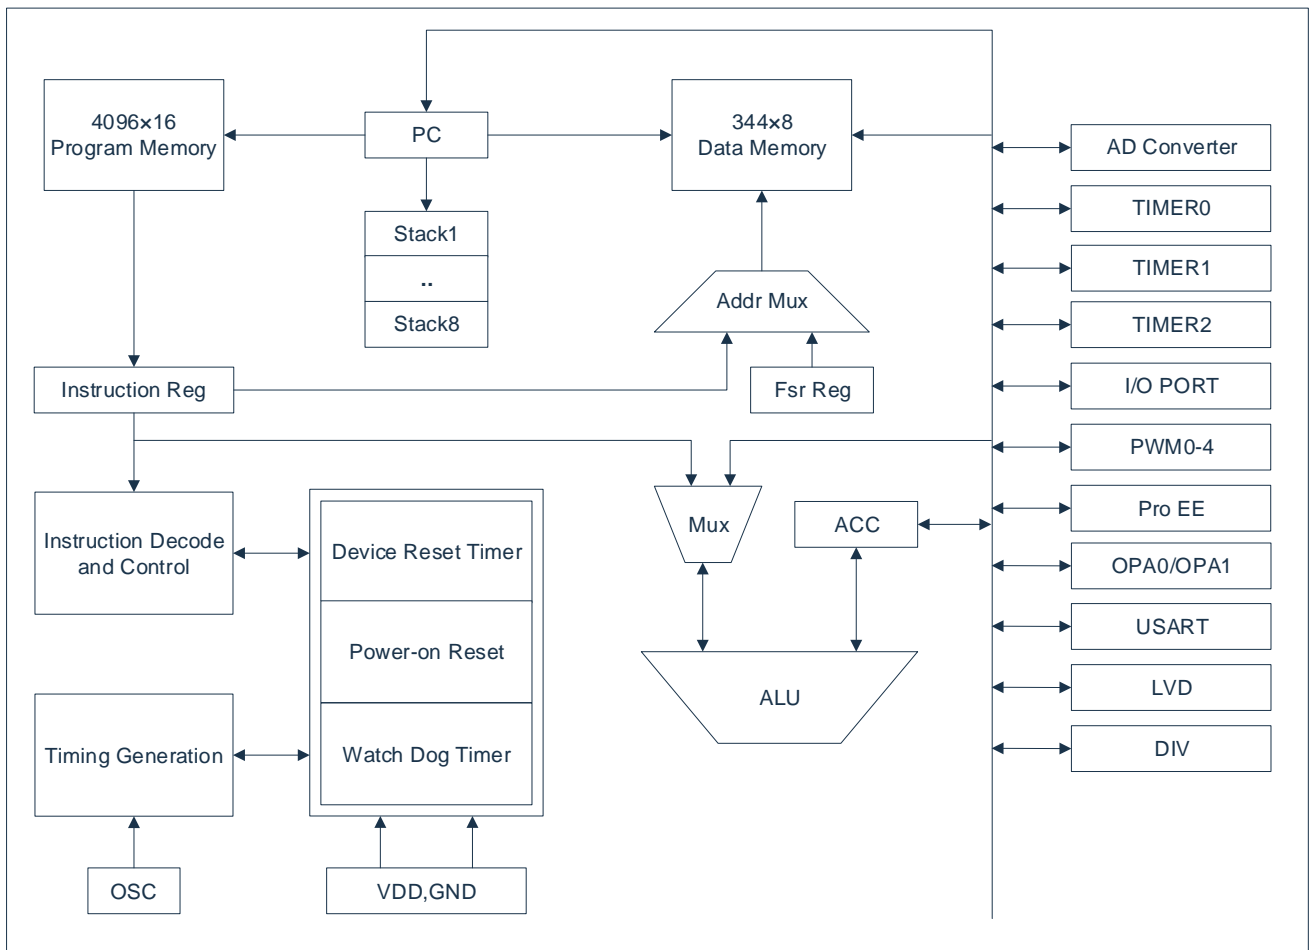 4096×16
Program Memory
PC
344×8
Data Memory
AD Converter
TIMER0
Stack1
TIMER1
..
Addr Mux
Stack8
TIMER2
Instruction Reg
Fsr Reg
I/O PORT
PWM0-4
Instruction Decode
and Control
Device Reset Timer
Mux
ACC
Pro EE
OPA0/OPA1
Power-on Reset
USART
ALU
LVD
Timing Generation
Watch Dog Timer
DIV
OSC
VDD,GND